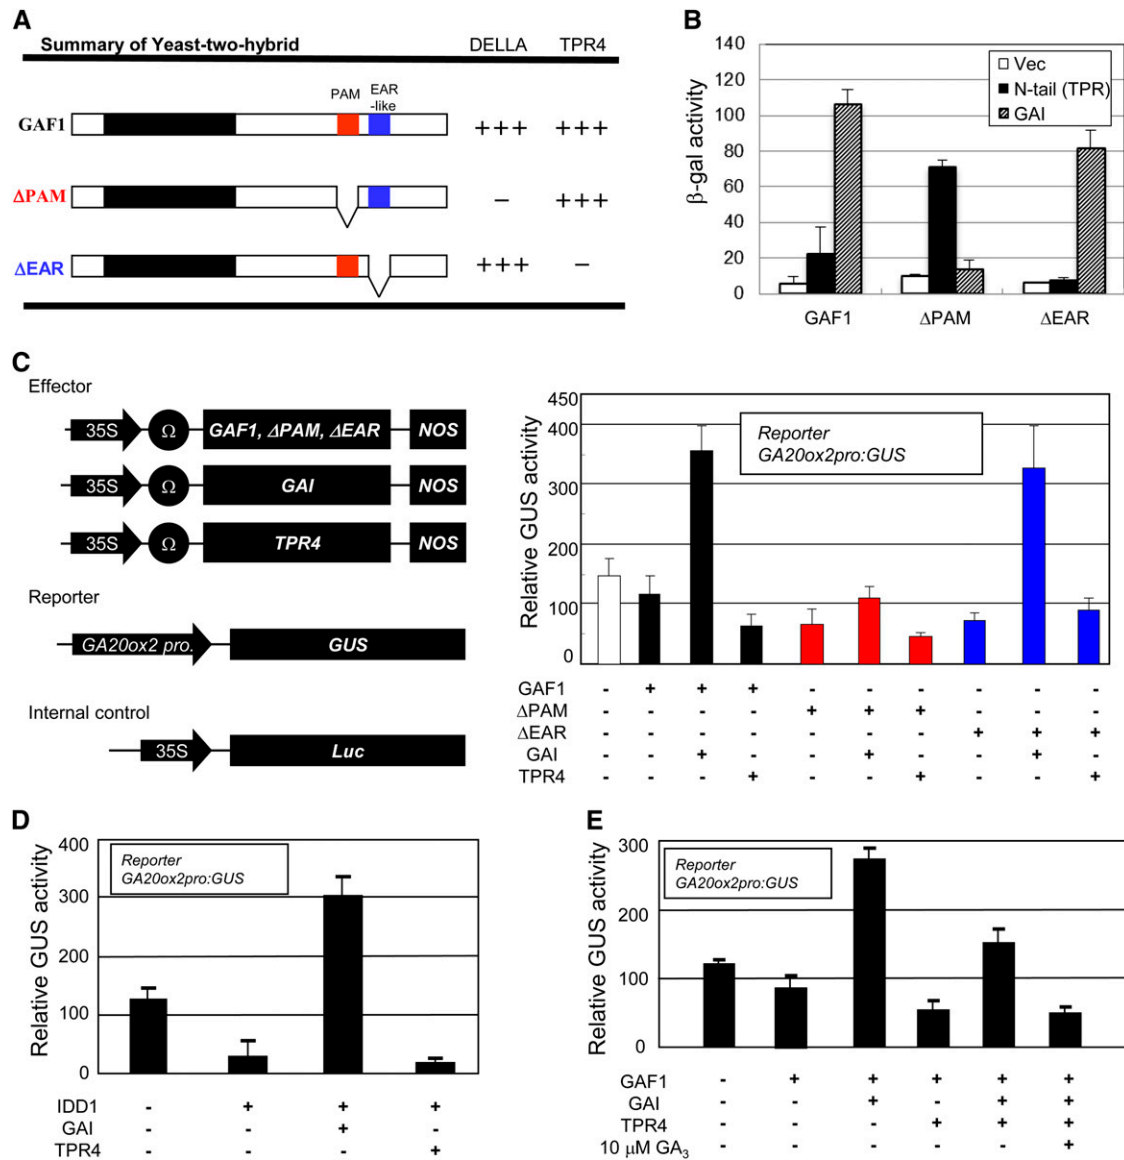 A
Summary of Yeast-two-hybrid DELLA TPR4
PAM EAR
-like
GAF1 +++ +++
ΔPAM − +++
ΔEAR +++ −
B
140
120
100
80
60
40
20
0
β-gal activity
Vec
N-tail (TPR)
GAI
GAF1 ΔPAM ΔEAR
C
Effector
35S Ω GAF1, ΔPAM, ΔEAR NOS
35S Ω GAI NOS
35S Ω TPR4 NOS
Reporter
GA20ox2 pro. GUS
Internal control
35S Luc
450
400
300
200
100
0
Relative GUS activity
Reporter
GA20ox2pro:GUS
GAF1 - + + + - - - - - -
ΔPAM - - - - + + + - - -
ΔEAR - - - - - - - + + +
GAI - - + - - + - - + -
TPR4 - - - + - - + - - +
D
400
300
200
100
0
Relative GUS activity
Reporter
GA20ox2pro:GUS
IDD1 - + + +
GAI - - + -
TPR4 - - - +
E
300
200
100
0
Relative GUS activity
Reporter
GA20ox2pro:GUS
GAF1 - + + + + +
GAI - - + - + +
TPR4 - - - + + +
10 μM GA3 - - - - - +